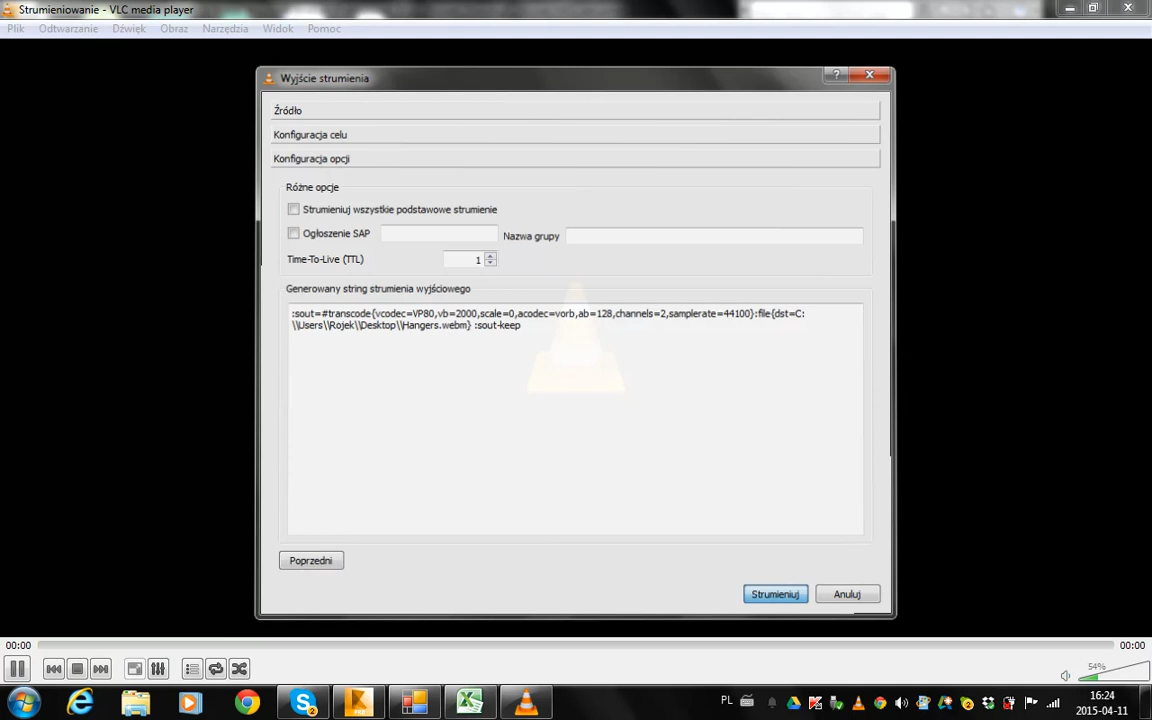 Strumieniowanie - VLC media player
Plik Odtwarzanie Dźwięk Obraz Narzędzia Widok Pomoc
Wyjście strumienia
Źródło
Konfiguracja celu
Konfiguracja opcji
Różne opcje
Strumieniuj wszystkie podstawowe strumienie
Ogłoszenie SAP Nazwa grupy
Time-To-Live (TTL) 1
Generowany string strumienia wyjściowego
:sout=#transcode{vcodec=VP80,vb=2000,scale=0,acodec=vorb,ab=128,channels=2,samplerate=44100}:file{dst=C:
\\Users\\Rojek\\Desktop\\Hangers.webm} :sout-keep
Poprzedni
Strumieniuj Anuluj
00:00 00:00
54%
PL 16:24
2015-04-11